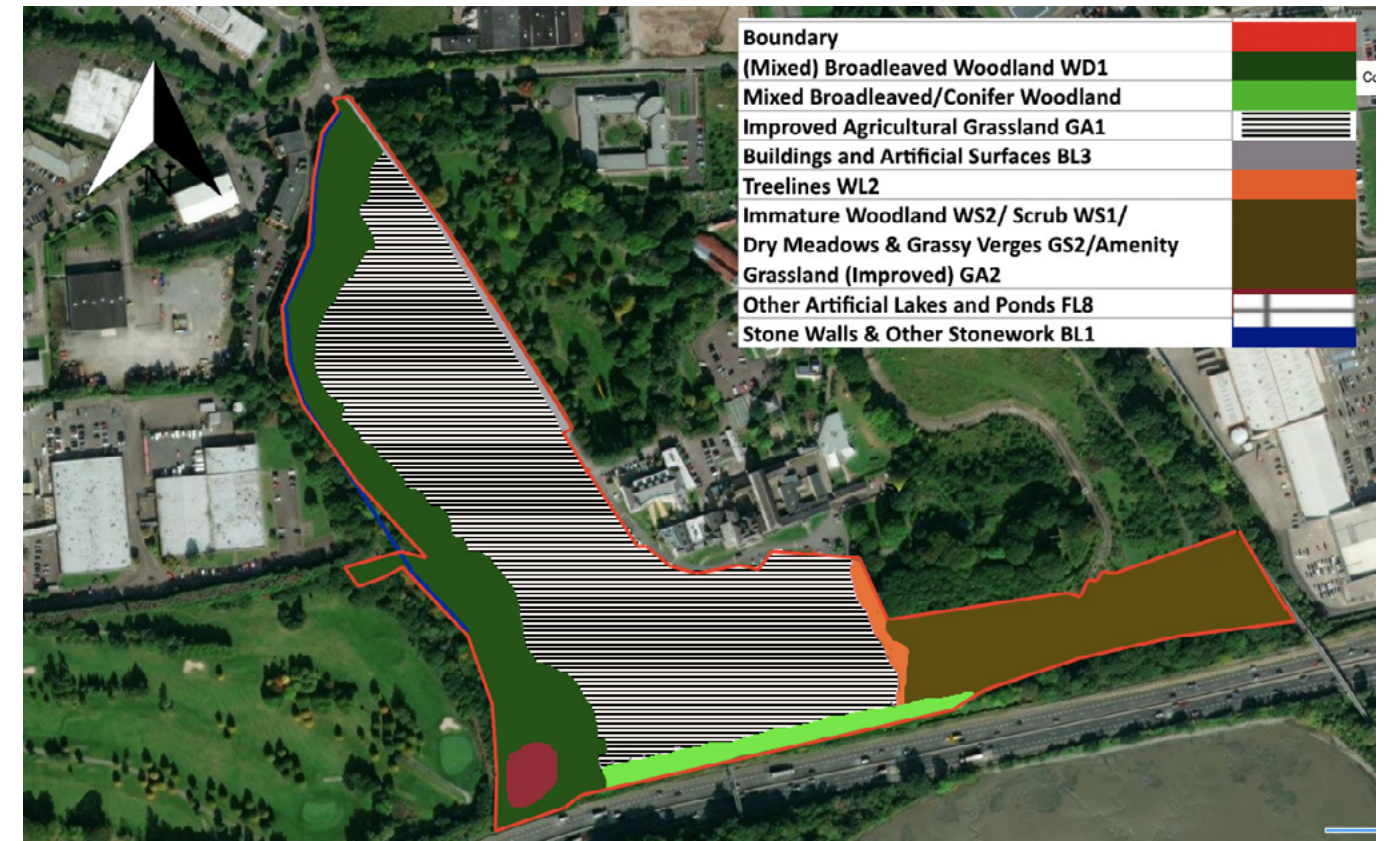 Boundary
(Mixed) Broadleaved Woodland WD1
Mixed Broadleaved/Conifer Woodland
Improved Agricultural Grassland GA1
Buildings and Artificial Surfaces BL3
Treelines WL2
Immature Woodland WS2/ Scrub WS1/
Dry Meadows & Grassy Verges GS2/Amenity
Grassland (Improved) GA2
Other Artificial Lakes and Ponds FL8
Stone Walls & Other Stonework BL1
Co
N